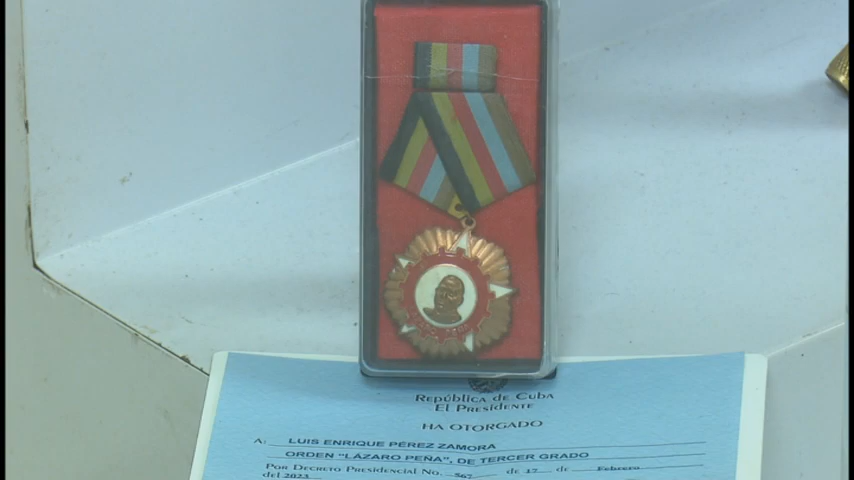 República de Cuba
El Presidente
HA OTORGADO
A: LUIS ENRIQUE PÉREZ ZAMORA
ORDEN "LÁZARO PEÑA", DE TERCER GRADO
Por Decreto Presidencial No. 567 de 17 de Febrero
del 2023